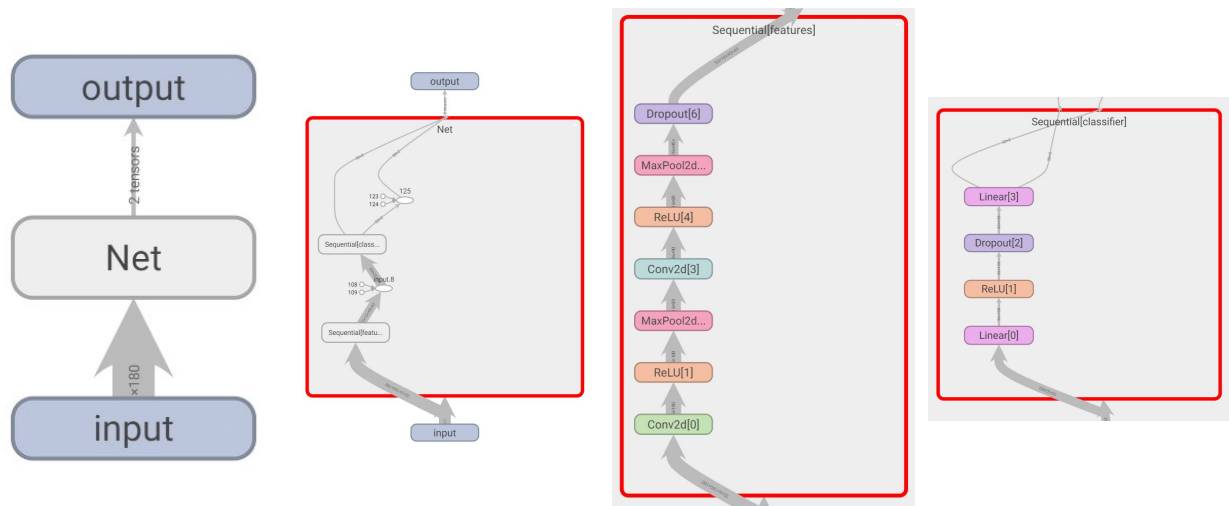 output
2 tensors
Net
×180
input
output
Net
125
123
124
Sequential[class...
input.8
108
109
Sequential[featu...
input
Sequential[features]
Dropout[6]
MaxPool2d...
ReLU[4]
Conv2d[3]
MaxPool2d...
ReLU[1]
Conv2d[0]
Sequential[classifier]
Linear[3]
Dropout[2]
ReLU[1]
Linear[0]